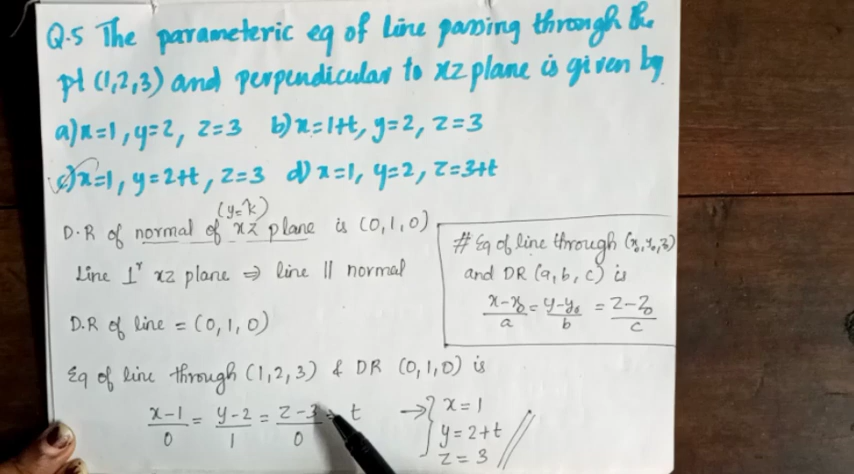 Q.5 The parameteric eq of line passing through the
pt (1,2,3) and perpendicular to xz plane is given by
a) x=1, y=2, z=3 b) x=1+t, y=2, z=3
c) x=1, y=2+t, z=3 d) x=1, y=2, z=3+t
(y=k)
D.R of normal of xz plane is (0,1,0)
Line ⊥r xz plane ⇒ line || normal
D.R of line = (0,1,0)
# Eq of line through (x₀,y₀,z₀)
and DR (a, b, c) is
x-x₀/a = y-y₀/b = z-z₀/c
Eq of line through (1,2,3) & DR (0,1,0) is
x-1/0 = y-2/1 = z-3/0 = t → } x=1
y=2+t
z=3